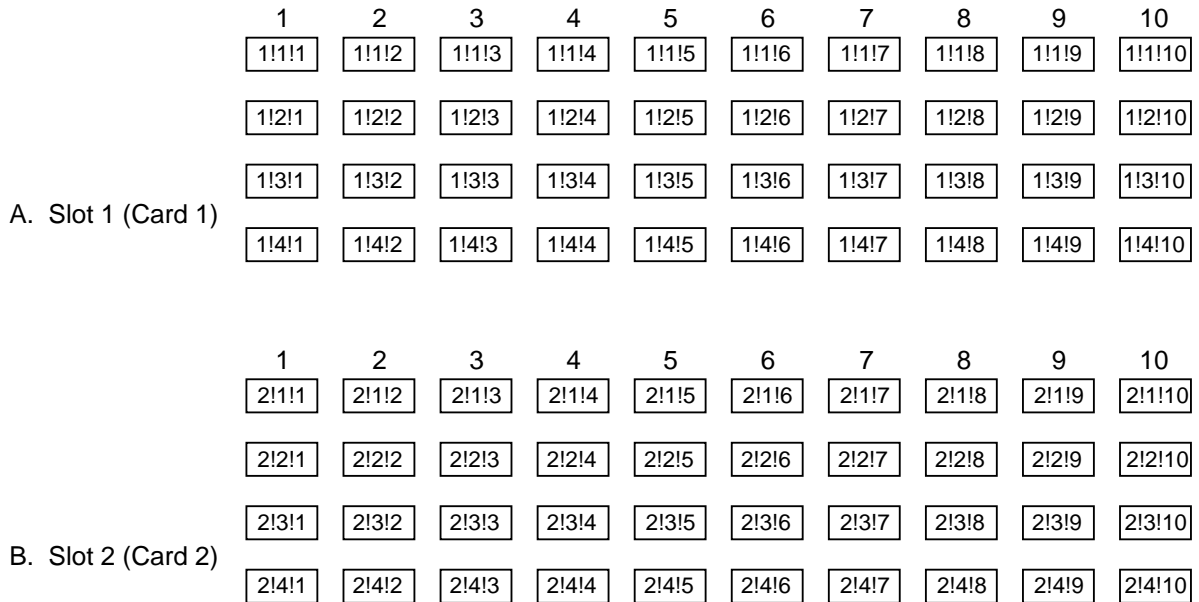 1 2 3 4 5 6 7 8 9 10
1!1!1 1!1!2 1!1!3 1!1!4 1!1!5 1!1!6 1!1!7 1!1!8 1!1!9 1!1!10
1!2!1 1!2!2 1!2!3 1!2!4 1!2!5 1!2!6 1!2!7 1!2!8 1!2!9 1!2!10
1!3!1 1!3!2 1!3!3 1!3!4 1!3!5 1!3!6 1!3!7 1!3!8 1!3!9 1!3!10
A. Slot 1 (Card 1)
1!4!1 1!4!2 1!4!3 1!4!4 1!4!5 1!4!6 1!4!7 1!4!8 1!4!9 1!4!10
1 2 3 4 5 6 7 8 9 10
2!1!1 2!1!2 2!1!3 2!1!4 2!1!5 2!1!6 2!1!7 2!1!8 2!1!9 2!1!10
2!2!1 2!2!2 2!2!3 2!2!4 2!2!5 2!2!6 2!2!7 2!2!8 2!2!9 2!2!10
2!3!1 2!3!2 2!3!3 2!3!4 2!3!5 2!3!6 2!3!7 2!3!8 2!3!9 2!3!10
B. Slot 2 (Card 2)
2!4!1 2!4!2 2!4!3 2!4!4 2!4!5 2!4!6 2!4!7 2!4!8 2!4!9 2!4!10